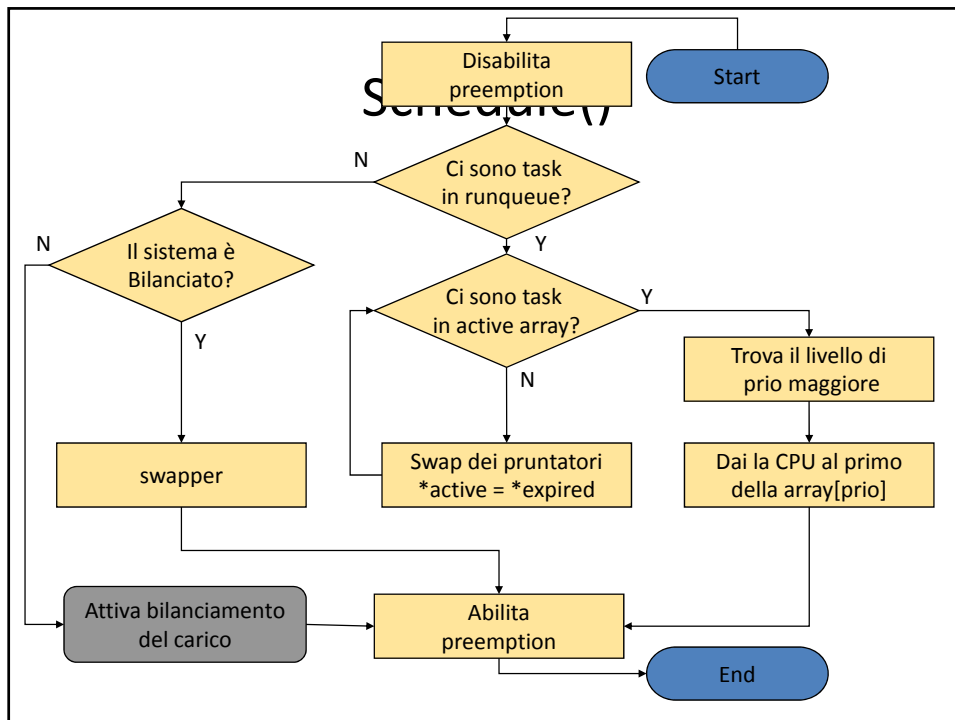 Disabilita
preemption
Start
Schedule()
N
Ci sono task
in runqueue?
Y
N
Il sistema è
Bilanciato?
Y
Ci sono task
in active array?
Y
N
Trova il livello di
prio maggiore
swapper
Swap dei pruntatori
*active = *expired
Dai la CPU al primo
della array[prio]
Attiva bilanciamento
del carico
Abilita
preemption
End